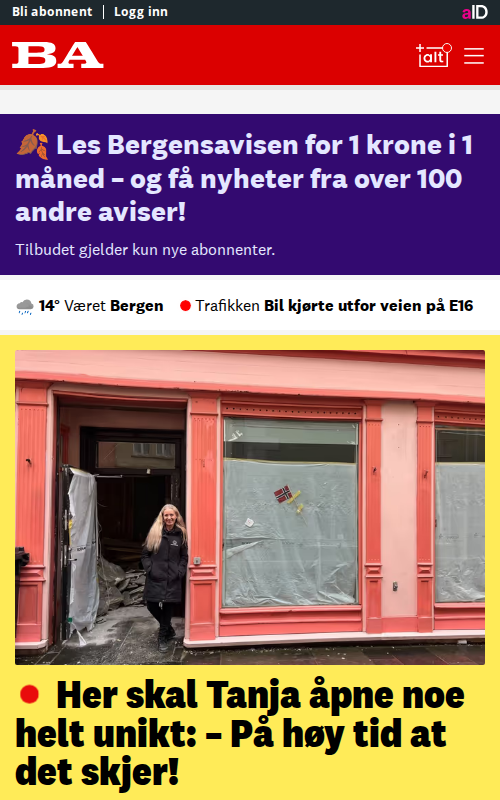 Bli abonnent | Logg inn
aID
BA
+alt
🍂 Les Bergensavisen for 1 krone i 1
måned – og få nyheter fra over 100
andre aviser!
Tilbudet gjelder kun nye abonnenter.
14° Været Bergen
Trafikken Bil kjørte utfor veien på E16
Her skal Tanja åpne noe
helt unikt: – På høy tid at
det skjer!